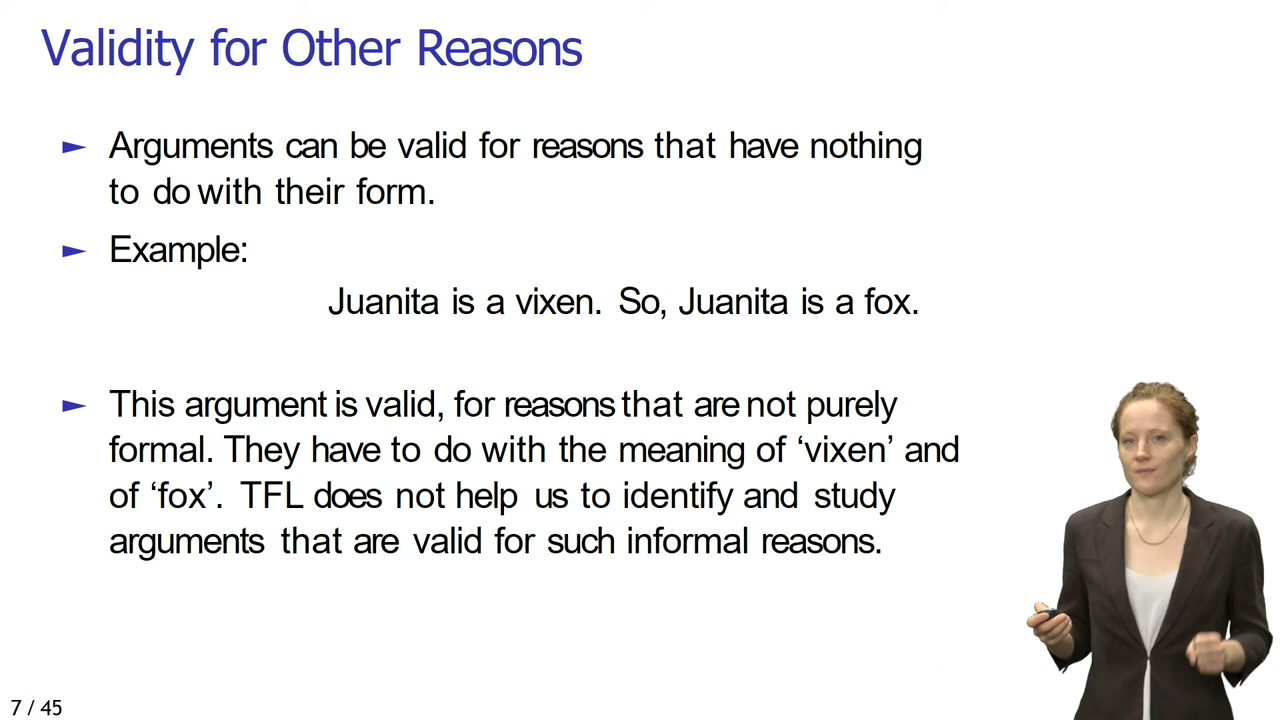 Validity for Other Reasons
► Arguments can be valid for reasons that have nothing
to do with their form.
► Example:
Juanita is a vixen. So, Juanita is a fox.
► This argument is valid, for reasons that are not purely
formal. They have to do with the meaning of ‘vixen’ and
of ‘fox’. TFL does not help us to identify and study
arguments that are valid for such informal reasons.
7 / 45